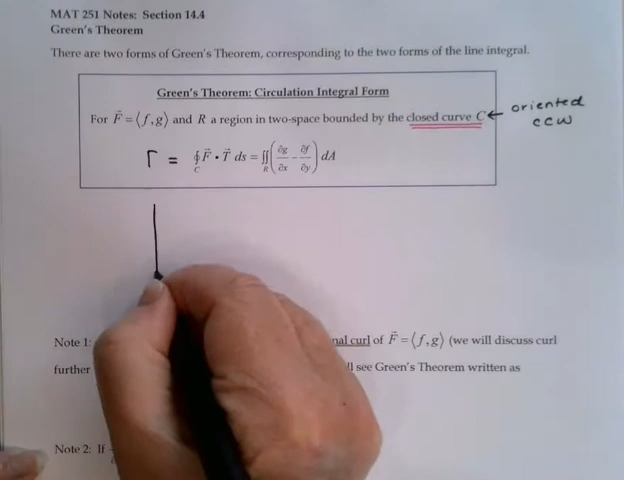 MAT 251 Notes: Section 14.4
Green's Theorem
There are two forms of Green's Theorem, corresponding to the two forms of the line integral.
Green's Theorem: Circulation Integral Form
For F⃗ = ⟨f,g⟩ and R a region in two-space bounded by the closed curve C ← oriented ccw
Γ = ∮_C F⃗ • T⃗ ds = ∬_R (∂g/∂x − ∂f/∂y) dA
Note 1: nal curl of F⃗ = ⟨f,g⟩ (we will discuss curl
further ll see Green's Theorem written as
Note 2: If